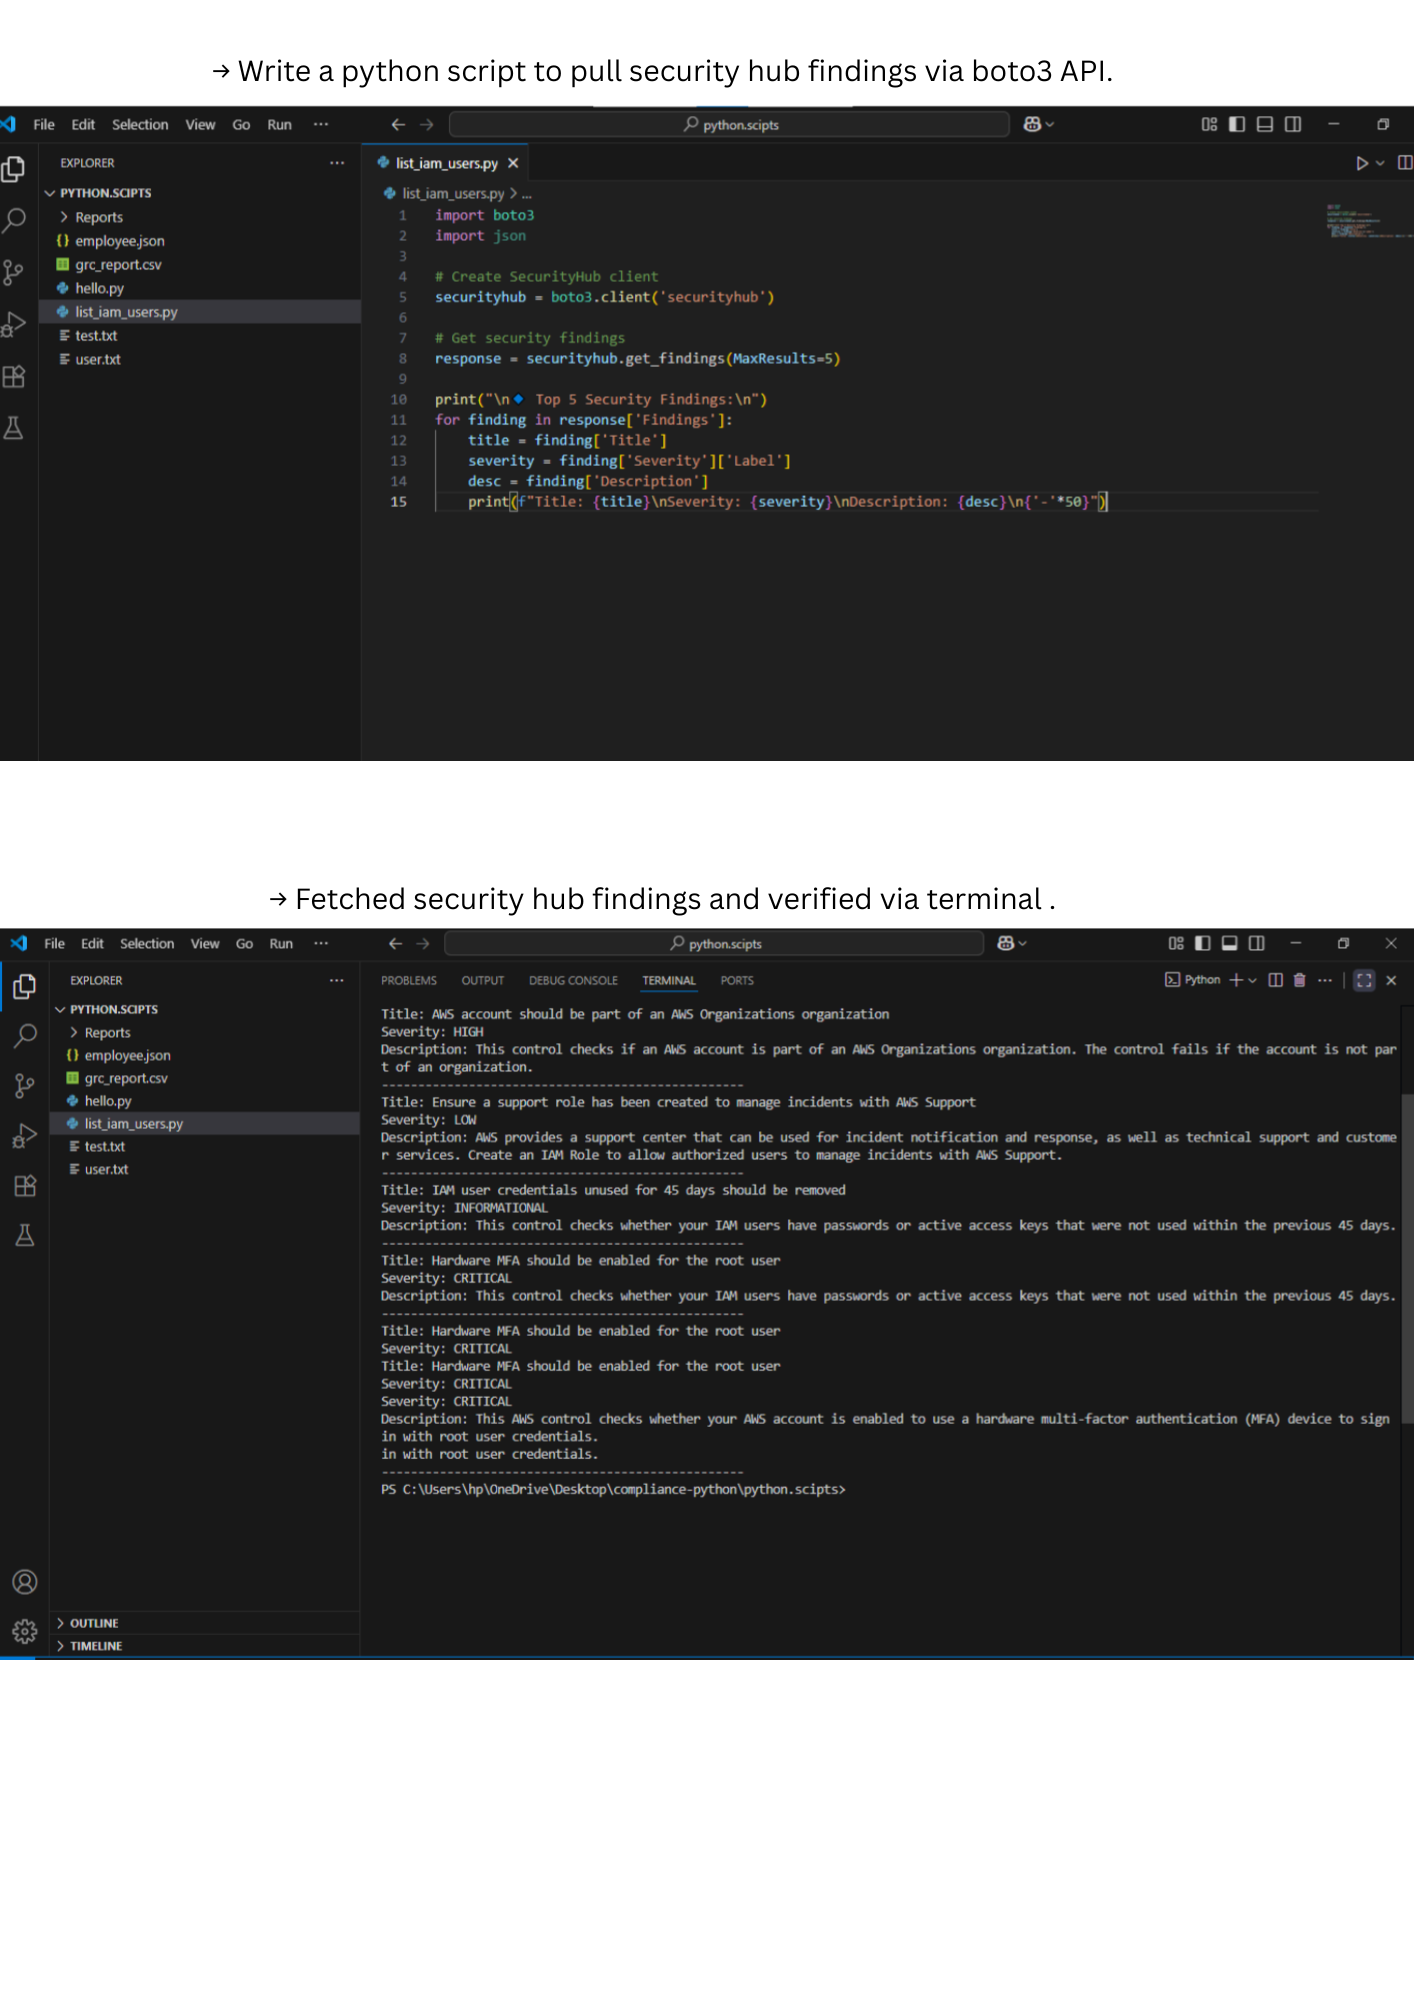 → Write a python script to pull security hub findings via boto3 API.
File Edit Selection View Go Run ··· python.scipts
EXPLORER ···
PYTHON.SCIPTS
Reports
employee.json
grc_report.csv
hello.py
list_iam_users.py
test.txt
user.txt
list_iam_users.py
list_iam_users.py > ...
1 import boto3
2 import json
3
4 # Create SecurityHub client
5 securityhub = boto3.client('securityhub')
6
7 # Get security findings
8 response = securityhub.get_findings(MaxResults=5)
9
10 print("\n🔹 Top 5 Security Findings:\n")
11 for finding in response['Findings']:
12 title = finding['Title']
13 severity = finding['Severity']['Label']
14 desc = finding['Description']
15 print(f"Title: {title}\nSeverity: {severity}\nDescription: {desc}\n{'-'*50}")
→ Fetched security hub findings and verified via terminal .
File Edit Selection View Go Run ··· python.scipts
EXPLORER ···
PYTHON.SCIPTS
Reports
employee.json
grc_report.csv
hello.py
list_iam_users.py
test.txt
user.txt
OUTLINE
TIMELINE
PROBLEMS OUTPUT DEBUG CONSOLE TERMINAL PORTS
Python
Title: AWS account should be part of an AWS Organizations organization
Severity: HIGH
Description: This control checks if an AWS account is part of an AWS Organizations organization. The control fails if the account is not par
t of an organization.
--------------------------------------------------
Title: Ensure a support role has been created to manage incidents with AWS Support
Severity: LOW
Description: AWS provides a support center that can be used for incident notification and response, as well as technical support and custome
r services. Create an IAM Role to allow authorized users to manage incidents with AWS Support.
--------------------------------------------------
Title: IAM user credentials unused for 45 days should be removed
Severity: INFORMATIONAL
Description: This control checks whether your IAM users have passwords or active access keys that were not used within the previous 45 days.
--------------------------------------------------
Title: Hardware MFA should be enabled for the root user
Severity: CRITICAL
Description: This control checks whether your IAM users have passwords or active access keys that were not used within the previous 45 days.
--------------------------------------------------
Title: Hardware MFA should be enabled for the root user
Severity: CRITICAL
Title: Hardware MFA should be enabled for the root user
Severity: CRITICAL
Severity: CRITICAL
Description: This AWS control checks whether your AWS account is enabled to use a hardware multi-factor authentication (MFA) device to sign
in with root user credentials.
in with root user credentials.
--------------------------------------------------
PS C:\Users\hp\OneDrive\Desktop\compliance-python\python.scipts>